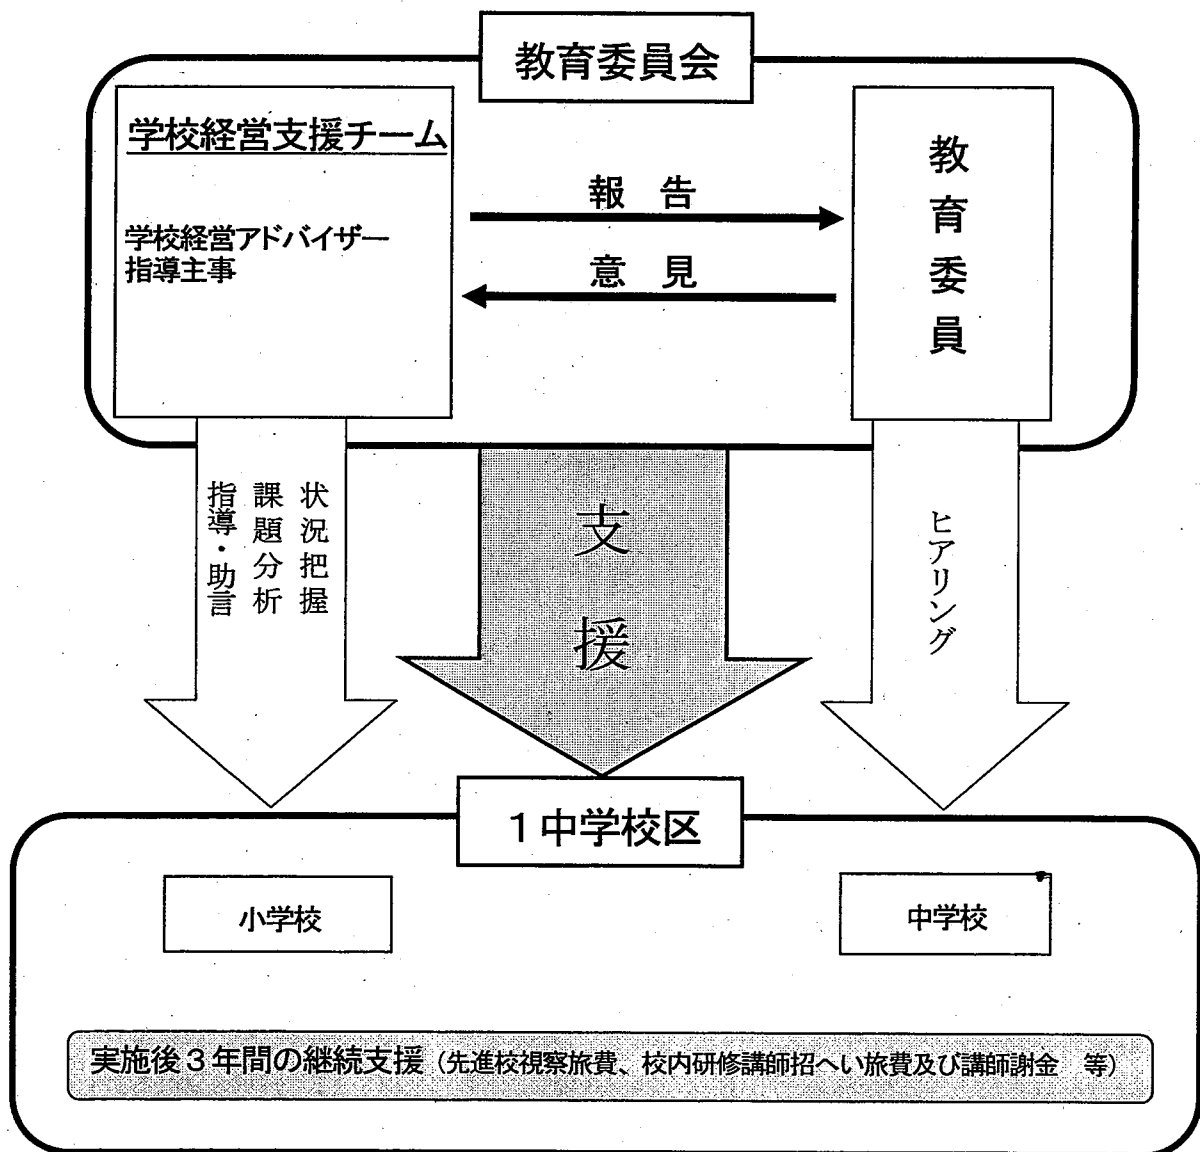 教育委員会
学校経営支援チーム
学校経営アドバイザー
指導主事
報 告
意 見
教育委員
状況把握
課題分析
指導・助言
支援
ヒアリング
1中学校区
小学校
中学校
実施後3年間の継続支援(先進校視察旅費、校内研修講師招へい旅費及び講師謝金 等)